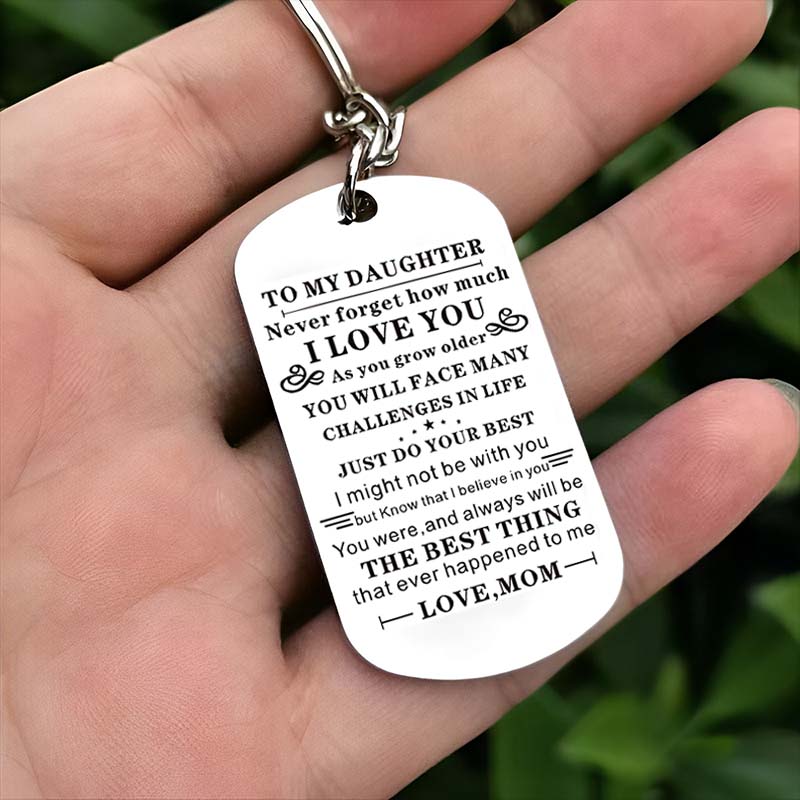 TO MY DAUGHTER
Never forget how much
I LOVE YOU
As you grow older
YOU WILL FACE MANY
CHALLENGES IN LIFE
JUST DO YOUR BEST
I might not be with you
but Know that I believe in you
You were,and always will be
THE BEST THING
that ever happened to me
LOVE,MOM